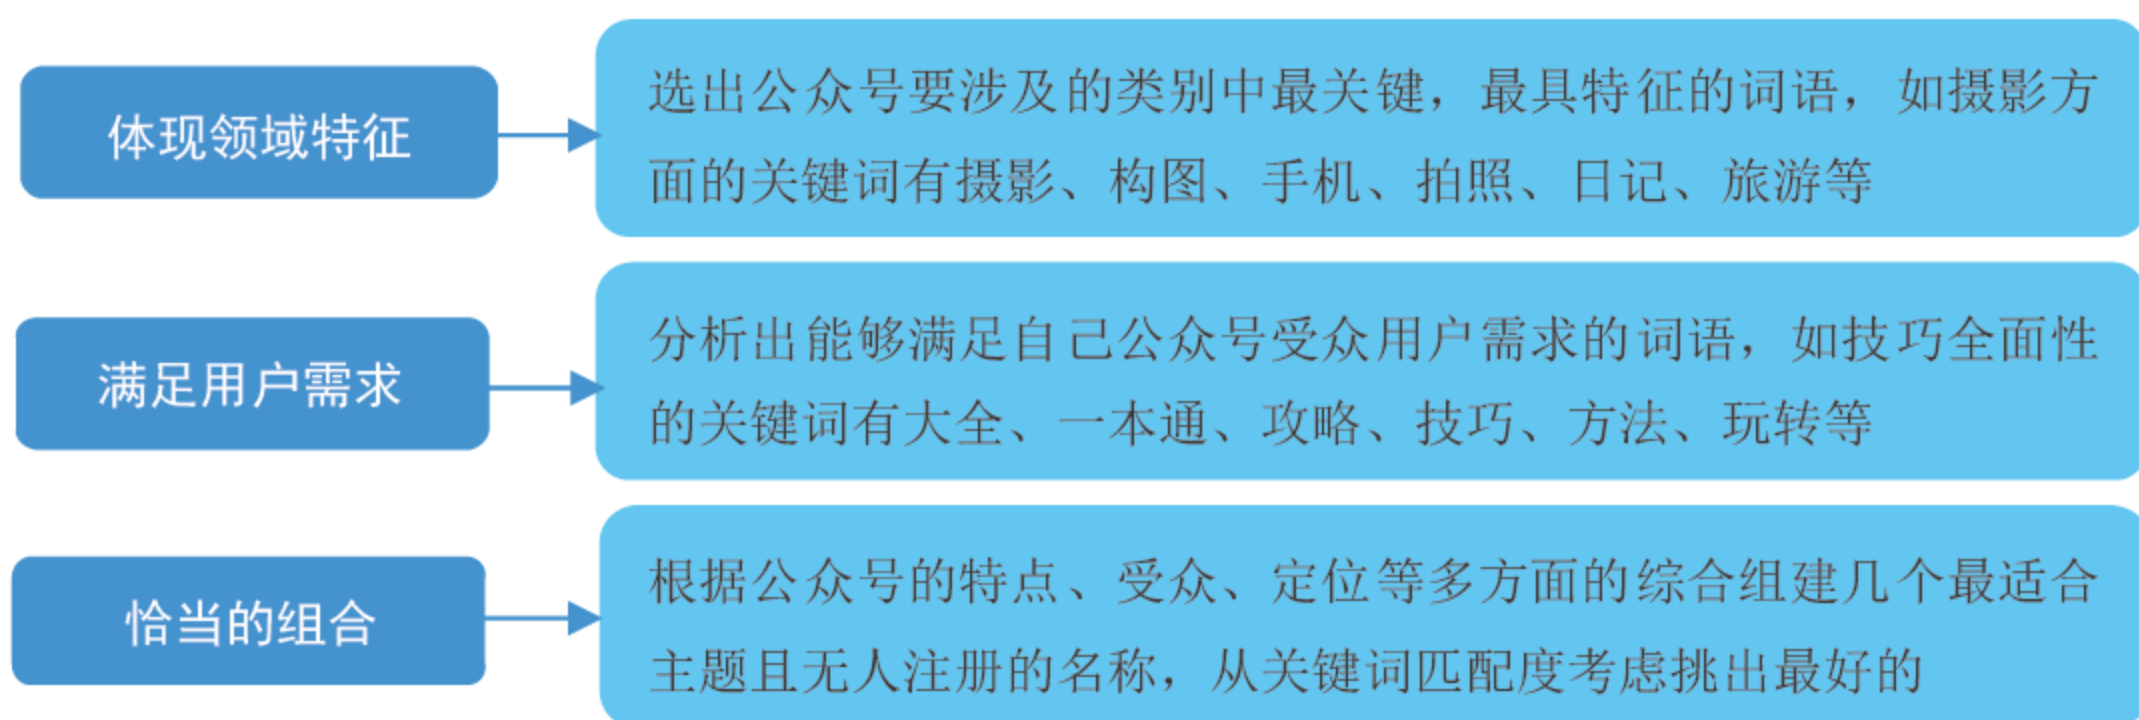 体现领域特征
选出公众号要涉及的类别中最关键，最具特征的词语，如摄影方
面的关键词有摄影、构图、手机、拍照、日记、旅游等
满足用户需求
分析出能够满足自己公众号受众用户需求的词语，如技巧全面性
的关键词有大全、一本通、攻略、技巧、方法、玩转等
恰当的组合
根据公众号的特点、受众、定位等多方面的综合组建几个最适合
主题且无人注册的名称，从关键词匹配度考虑挑出最好的